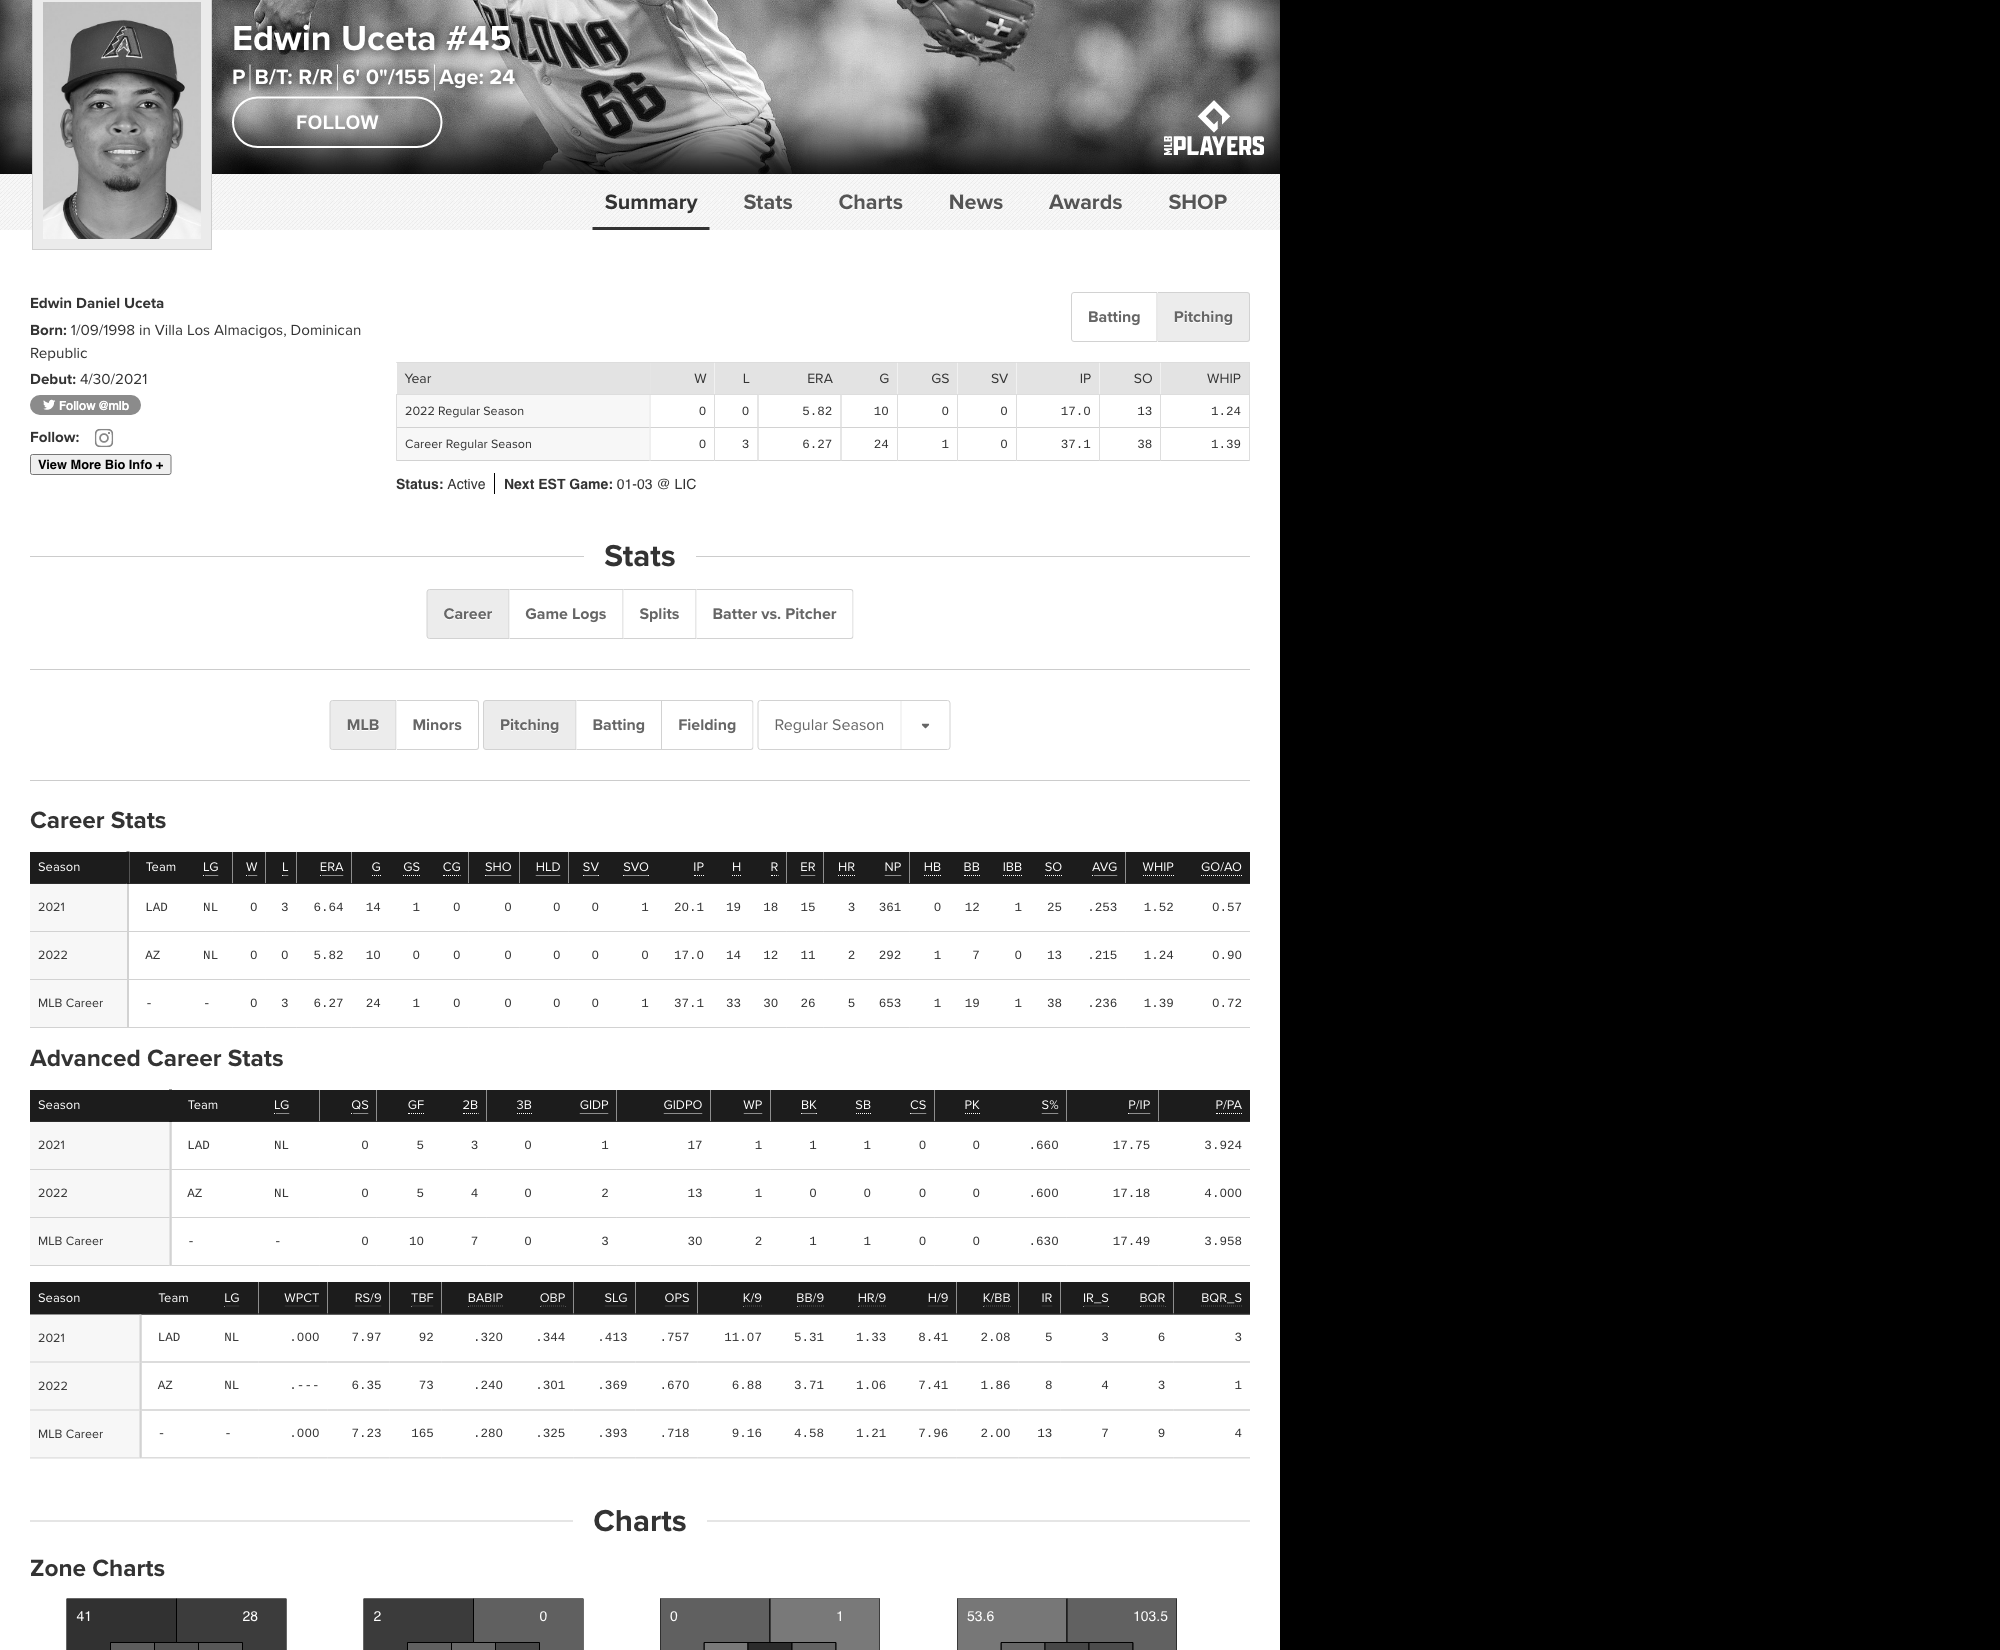 Edwin Uceta #45
P B/T: R/R 6' 0"/155 Age: 24
FOLLOW
66
MLB PLAYERS
Summary Stats Charts News Awards SHOP
Edwin Daniel Uceta
Born: 1/09/1998 in Villa Los Almacigos, Dominican
Republic
Debut: 4/30/2021
Follow @mlb
Follow:
View More Bio Info +
Batting Pitching
Year W L ERA G GS SV IP SO WHIP
2022 Regular Season 0 0 5.82 10 0 0 17.0 13 1.24
Career Regular Season 0 3 6.27 24 1 0 37.1 38 1.39
Status: Active Next EST Game: 01-03 @ LIC
Stats
Career Game Logs Splits Batter vs. Pitcher
MLB Minors Pitching Batting Fielding Regular Season
Career Stats
Season Team LG W L ERA G GS CG SHO HLD SV SVO IP H R ER HR NP HB BB IBB SO AVG WHIP GO/AO
2021 LAD NL 0 3 6.64 14 1 0 0 0 0 1 20.1 19 18 15 3 361 0 12 1 25 .253 1.52 0.57
2022 AZ NL 0 0 5.82 10 0 0 0 0 0 0 17.0 14 12 11 2 292 1 7 0 13 .215 1.24 0.90
MLB Career - - 0 3 6.27 24 1 0 0 0 0 1 37.1 33 30 26 5 653 1 19 1 38 .236 1.39 0.72
Advanced Career Stats
Season Team LG QS GF 2B 3B GIDP GIDPO WP BK SB CS PK S% P/IP P/PA
2021 LAD NL 0 5 3 0 1 17 1 1 1 0 0 .660 17.75 3.924
2022 AZ NL 0 5 4 0 2 13 1 0 0 0 0 .600 17.18 4.000
MLB Career - - 0 10 7 0 3 30 2 1 1 0 0 .630 17.49 3.958
Season Team LG WPCT RS/9 TBF BABIP OBP SLG OPS K/9 BB/9 HR/9 H/9 K/BB IR IR_S BQR BQR_S
2021 LAD NL .000 7.97 92 .320 .344 .413 .757 11.07 5.31 1.33 8.41 2.08 5 3 6 3
2022 AZ NL .--- 6.35 73 .240 .301 .369 .670 6.88 3.71 1.06 7.41 1.86 8 4 3 1
MLB Career - - .000 7.23 165 .280 .325 .393 .718 9.16 4.58 1.21 7.96 2.00 13 7 9 4
Charts
Zone Charts
41 28 2 0 0 1 53.6 103.5